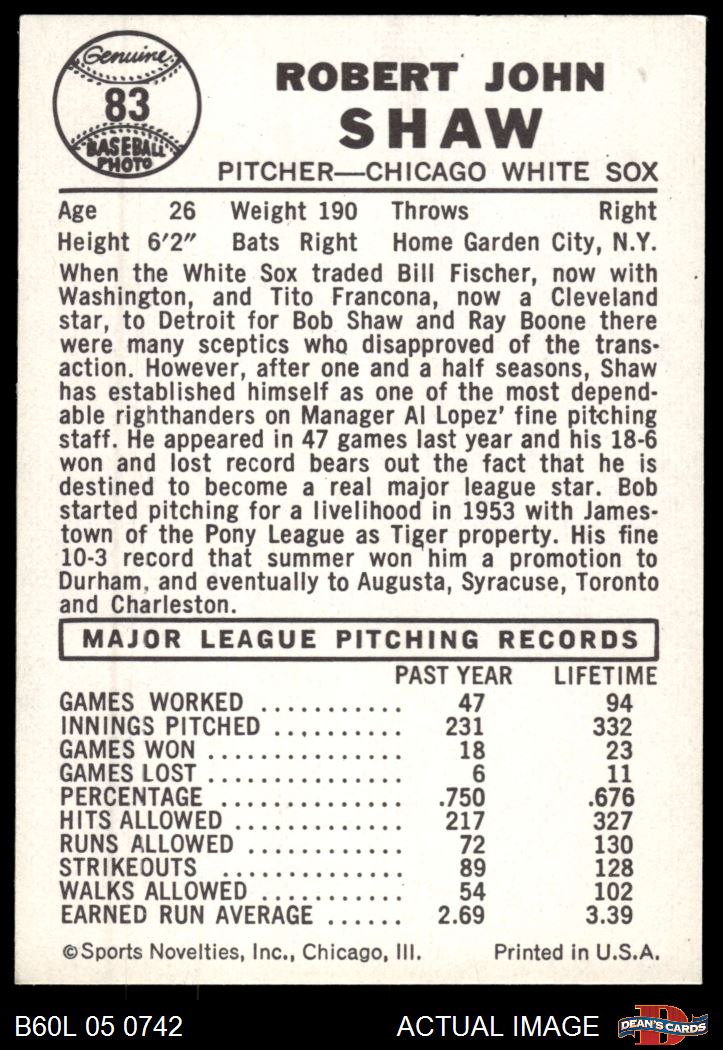 Genuine
83
BASEBALL
PHOTO
ROBERT JOHN
SHAW
PITCHER—CHICAGO WHITE SOX
Age 26 Weight 190 Throws Right
Height 6′2″ Bats Right Home Garden City, N.Y.
When the White Sox traded Bill Fischer, now with
Washington, and Tito Francona, now a Cleveland
star, to Detroit for Bob Shaw and Ray Boone there
were many sceptics who disapproved of the trans-
action. However, after one and a half seasons, Shaw
has established himself as one of the most depend-
able righthanders on Manager Al Lopez’ fine pitching
staff. He appeared in 47 games last year and his 18-6
won and lost record bears out the fact that he is
destined to become a real major league star. Bob
started pitching for a livelihood in 1953 with James-
town of the Pony League as Tiger property. His fine
10-3 record that summer won him a promotion to
Durham, and eventually to Augusta, Syracuse, Toronto
and Charleston.
MAJOR LEAGUE PITCHING RECORDS
PAST YEAR LIFETIME
GAMES WORKED ........... 47 94
INNINGS PITCHED .......... 231 332
GAMES WON ............... 18 23
GAMES LOST ............... 6 11
PERCENTAGE .............. .750 .676
HITS ALLOWED ............. 217 327
RUNS ALLOWED ............ 72 130
STRIKEOUTS .............. 89 128
WALKS ALLOWED ........... 54 102
EARNED RUN AVERAGE ...... 2.69 3.39
©Sports Novelties, Inc., Chicago, Ill. Printed in U.S.A.
B60L 05 0742 ACTUAL IMAGE D DEAN'S CARDS